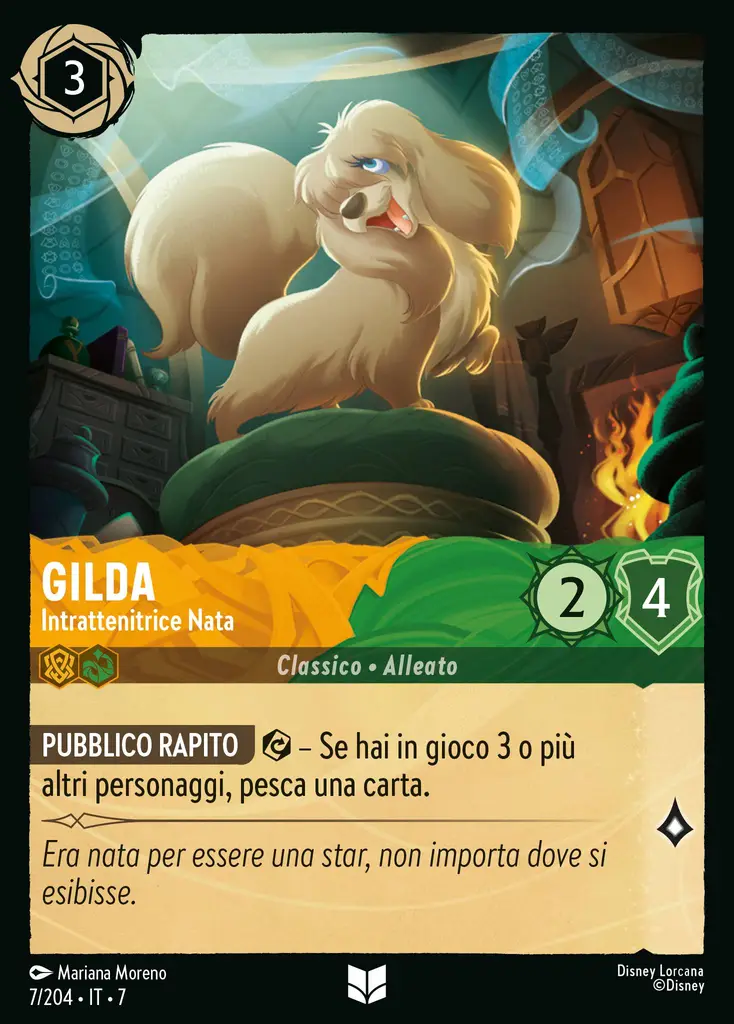 3
GILDA
Intrattenitrice Nata
2
4
Classico • Alleato
PUBBLICO RAPITO – Se hai in gioco 3 o più
altri personaggi, pesca una carta.
Era nata per essere una star, non importa dove si
esibisse.
Mariana Moreno
7/204 • IT • 7
Disney Lorcana
©Disney